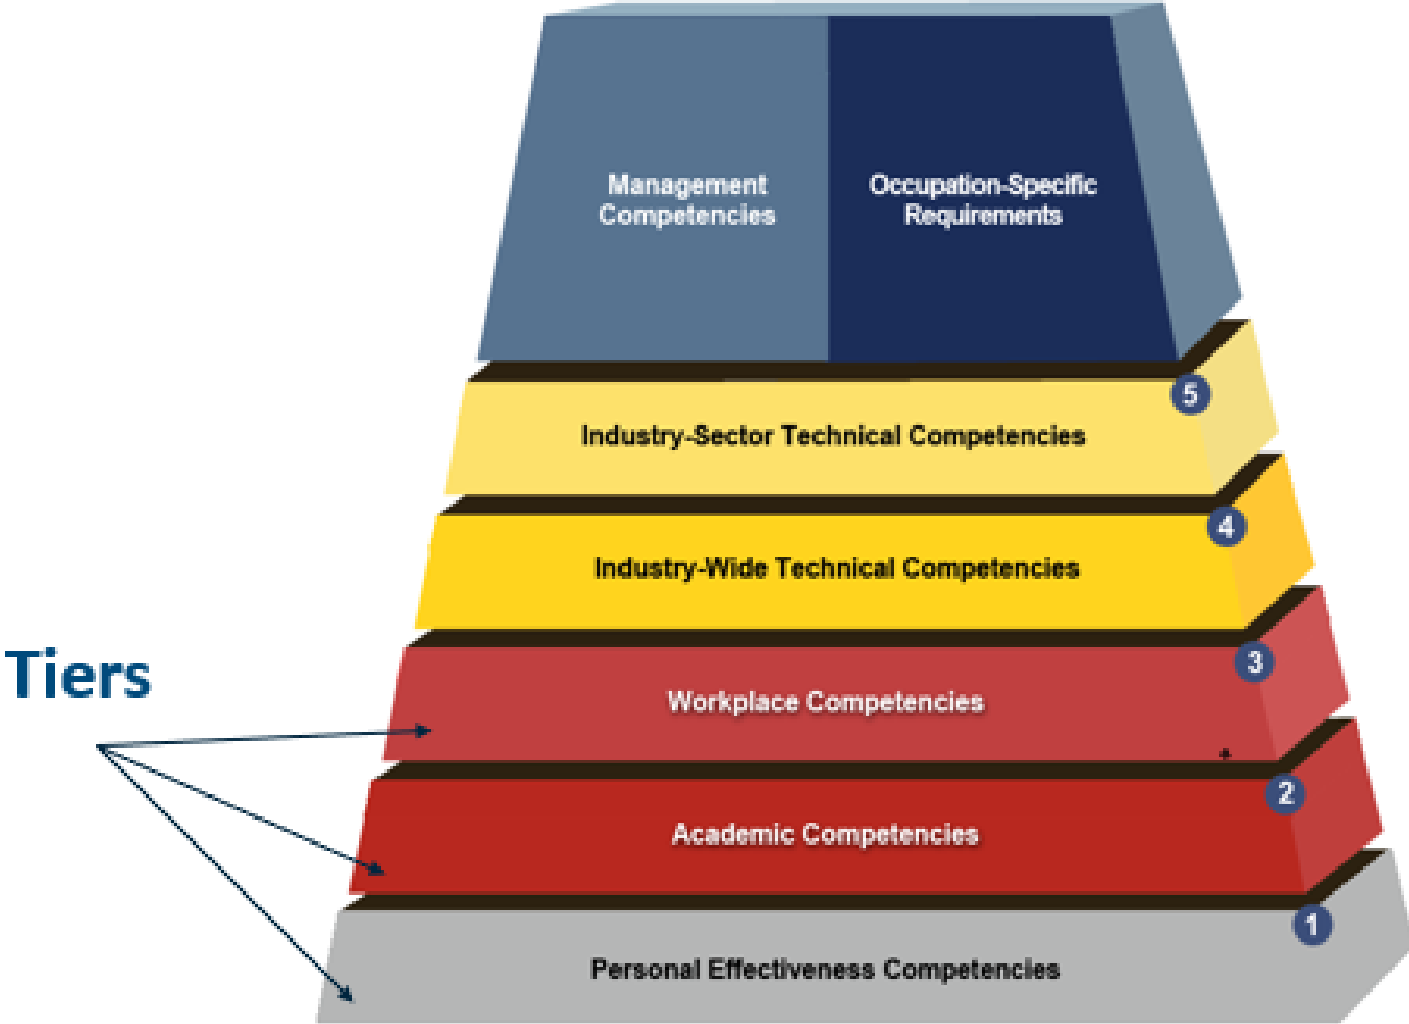 Management
Competencies
Occupation-Specific
Requirements
5
Industry-Sector Technical Competencies
4
Industry-Wide Technical Competencies
3
Tiers
Workplace Competencies
2
Academic Competencies
1
Personal Effectiveness Competencies